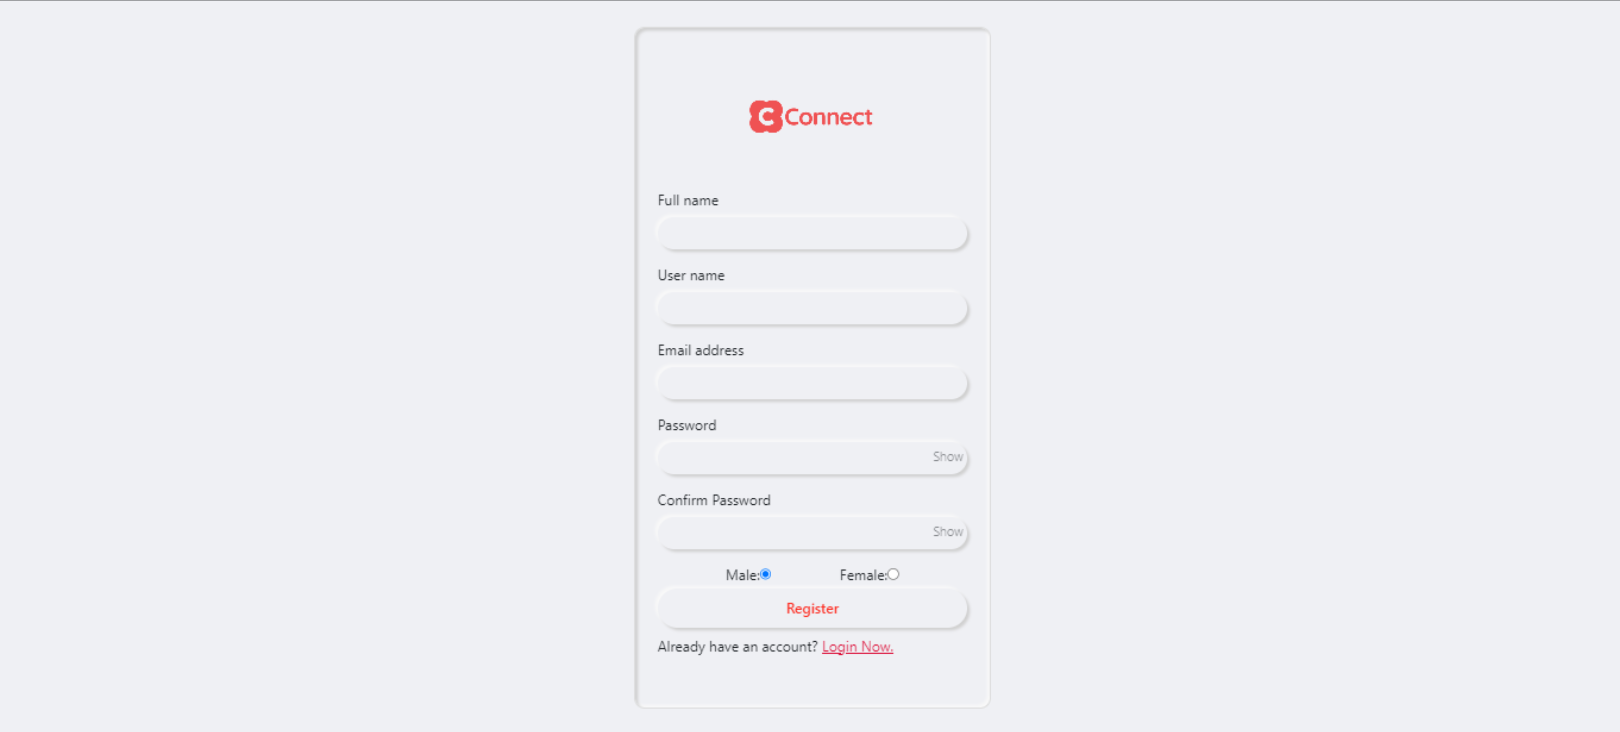 C Connect
Full name
User name
Email address
Password
Show
Confirm Password
Show
Male: Female:
Register
Already have an account? Login Now.